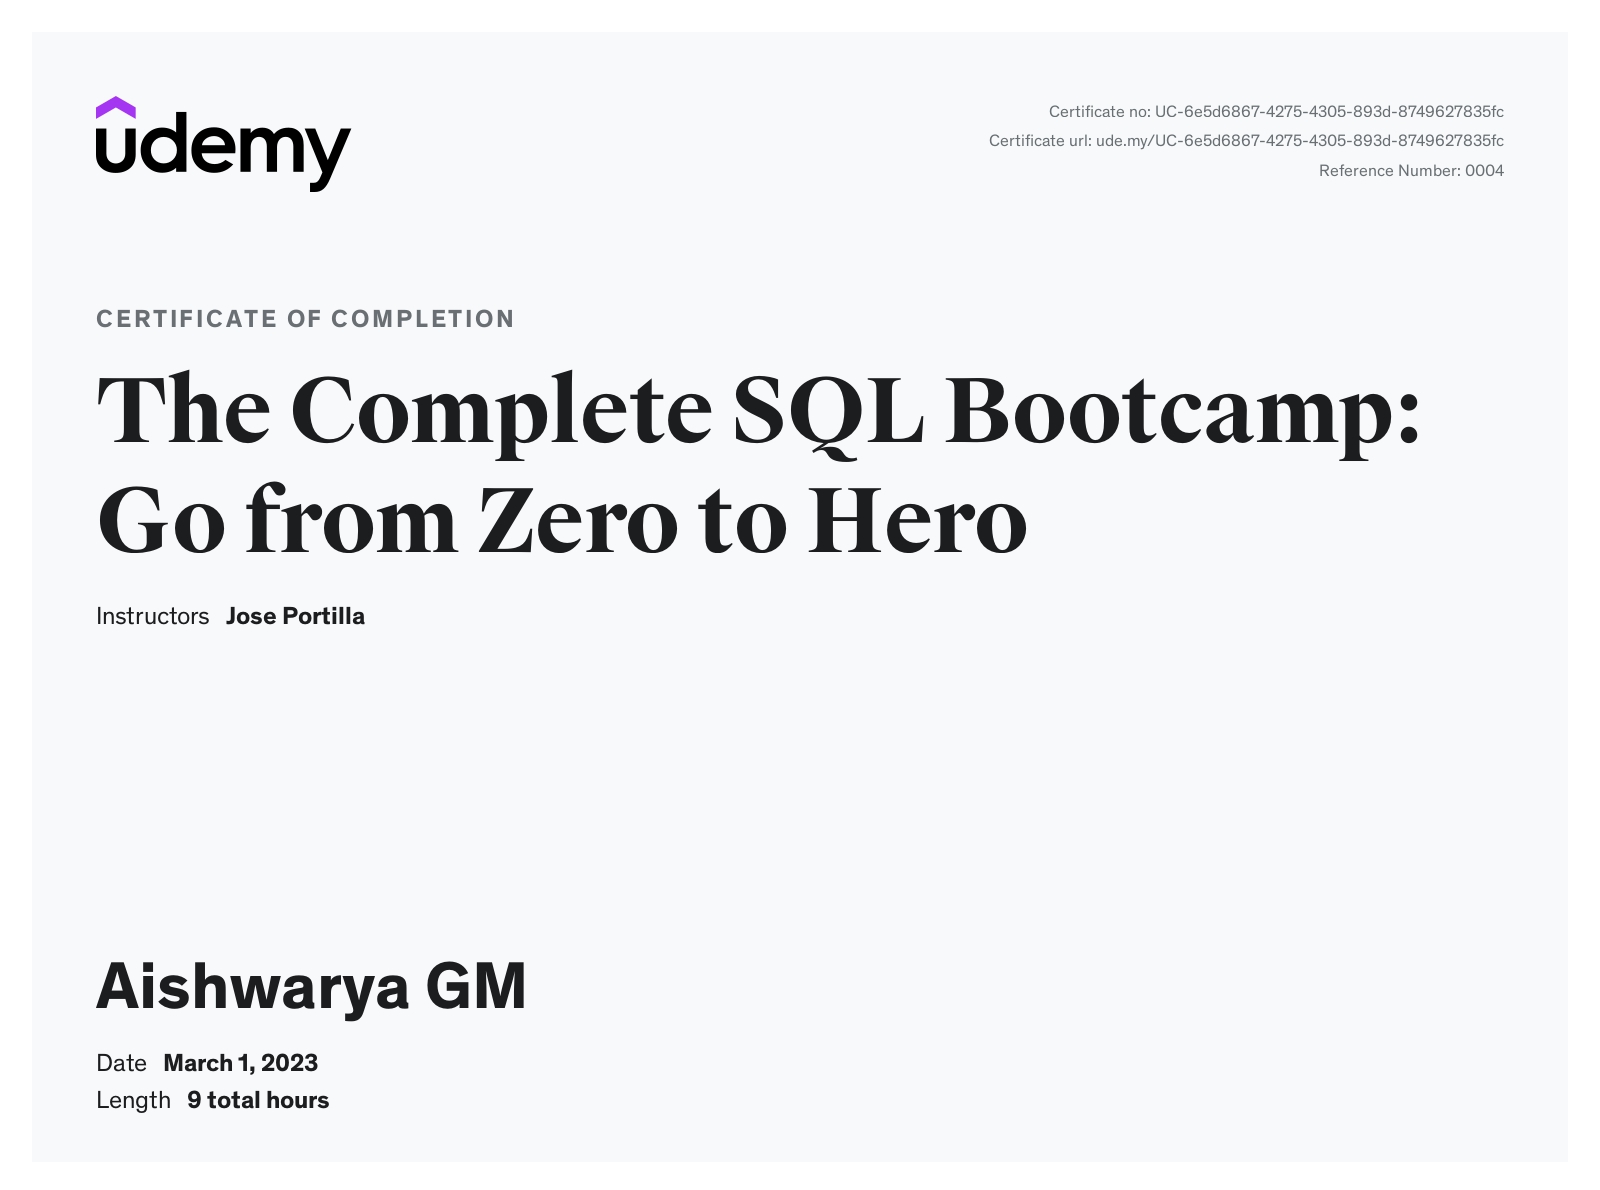 udemy
Certificate no: UC-6e5d6867-4275-4305-893d-8749627835fc
Certificate url: ude.my/UC-6e5d6867-4275-4305-893d-8749627835fc
Reference Number: 0004
CERTIFICATE OF COMPLETION
The Complete SQL Bootcamp:
Go from Zero to Hero
Instructors Jose Portilla
Aishwarya GM
Date March 1, 2023
Length 9 total hours